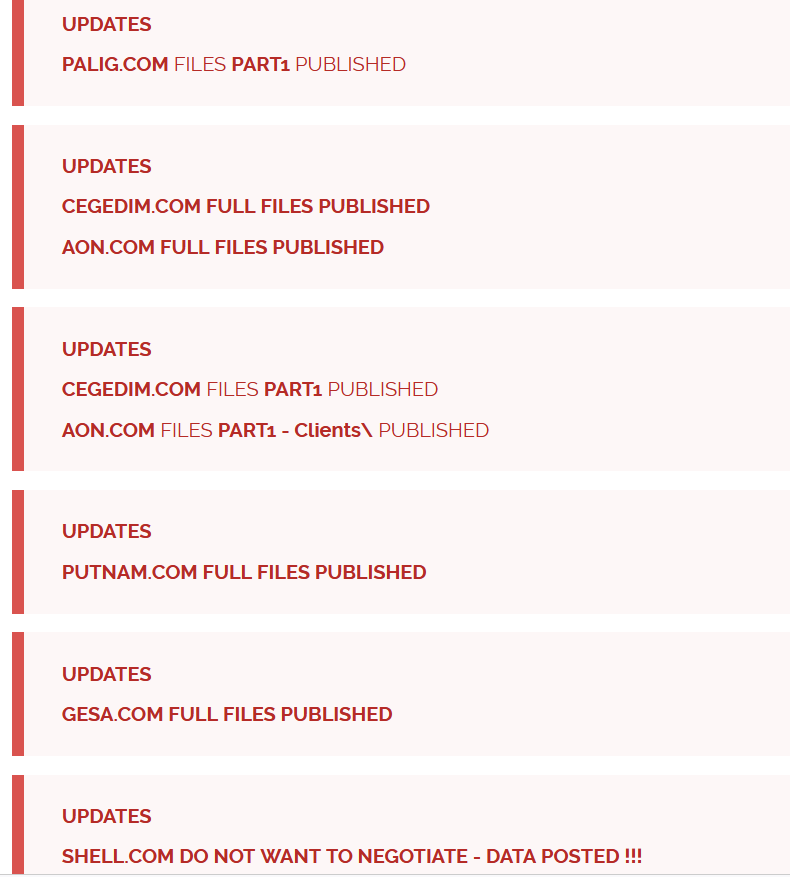 UPDATES
PALIG.COM FILES PART1 PUBLISHED
UPDATES
CEGEDIM.COM FULL FILES PUBLISHED
AON.COM FULL FILES PUBLISHED
UPDATES
CEGEDIM.COM FILES PART1 PUBLISHED
AON.COM FILES PART1 - Clients\ PUBLISHED
UPDATES
PUTNAM.COM FULL FILES PUBLISHED
UPDATES
GESA.COM FULL FILES PUBLISHED
UPDATES
SHELL.COM DO NOT WANT TO NEGOTIATE - DATA POSTED !!!